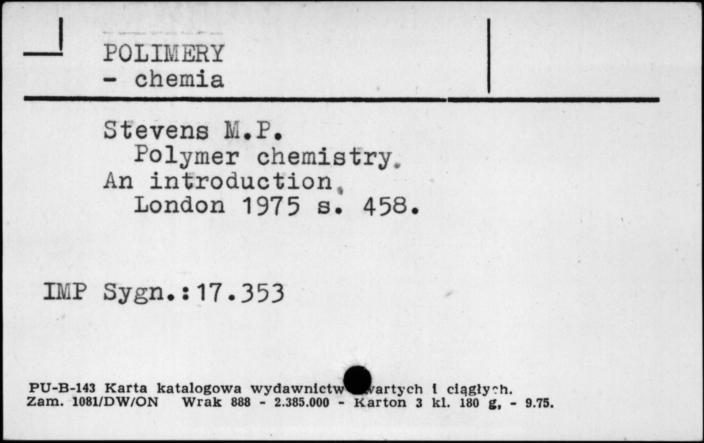 POLIMERY
- chemia
Stevens M.P.
Polymer chemistry.
An introduction.
London 1975 s. 458.
IMP Sygn.:17.353
PU-B-143 Karta katalogowa wydawnictw zwartych i ciągłych.
Zam. 1081/DW/ON Wrak 888 - 2.385.000 - Karton 3 kl. 180 g, - 9.75.